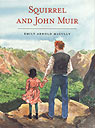 SQUIRREL
AND JOHN MUIR
EMILY ARNOLD MCCULLY